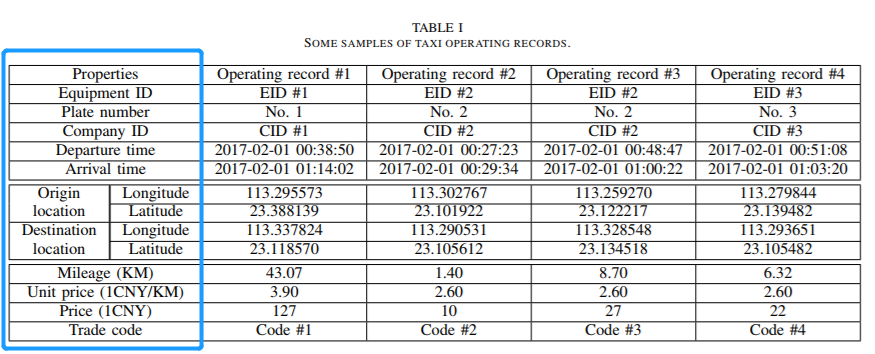 TABLE I
SOME SAMPLES OF TAXI OPERATING RECORDS.
Properties Operating record #1 Operating record #2 Operating record #3 Operating record #4
Equipment ID EID #1 EID #2 EID #2 EID #3
Plate number No. 1 No. 2 No. 2 No. 3
Company ID CID #1 CID #2 CID #2 CID #3
Departure time 2017-02-01 00:38:50 2017-02-01 00:27:23 2017-02-01 00:48:47 2017-02-01 00:51:08
Arrival time 2017-02-01 01:14:02 2017-02-01 00:29:34 2017-02-01 01:00:22 2017-02-01 01:03:20
Origin Longitude 113.295573 113.302767 113.259270 113.279844
location Latitude 23.388139 23.101922 23.122217 23.139482
Destination Longitude 113.337824 113.290531 113.328548 113.293651
location Latitude 23.118570 23.105612 23.134518 23.105482
Mileage (KM) 43.07 1.40 8.70 6.32
Unit price (1CNY/KM) 3.90 2.60 2.60 2.60
Price (1CNY) 127 10 27 22
Trade code Code #1 Code #2 Code #3 Code #4